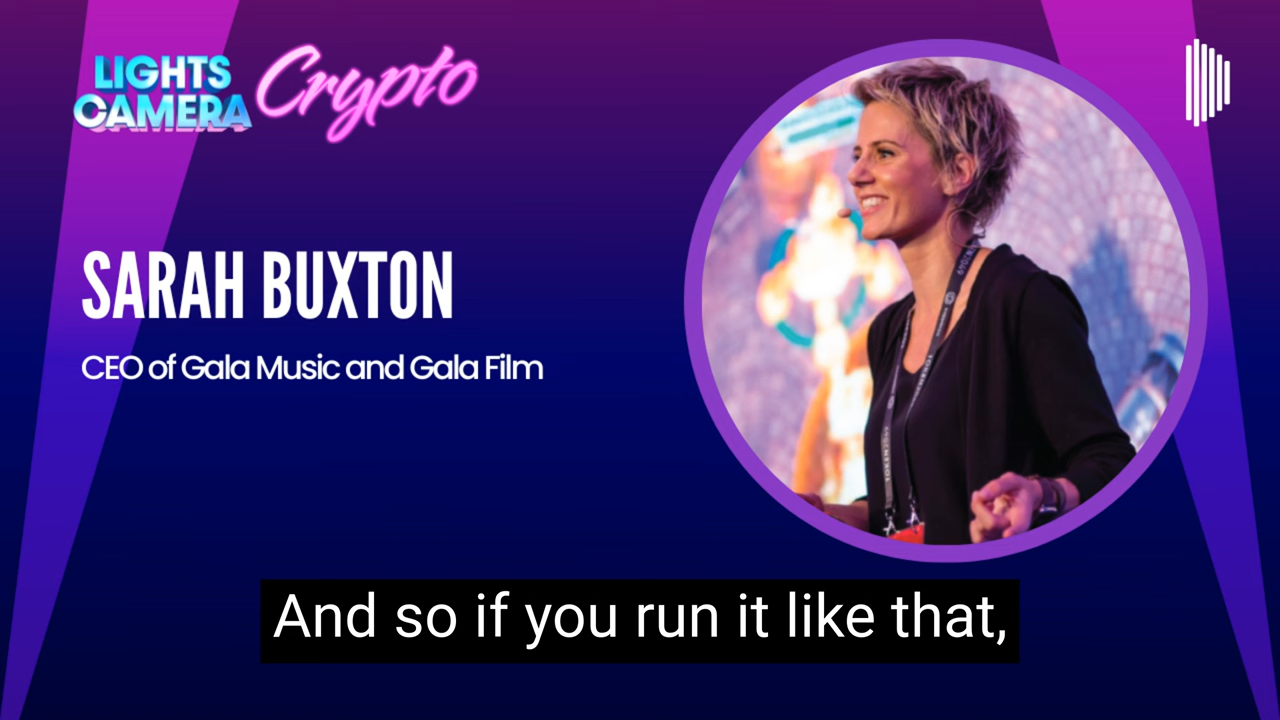 LIGHTS
CAMERA
Crypto
SARAH BUXTON
CEO of Gala Music and Gala Film
And so if you run it like that,